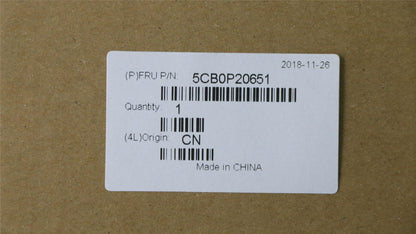 2018-11-26
(P)FRU P/N: 5CB0P20651
Quantity: 1
(4L)Origin: CN
Made in CHINA